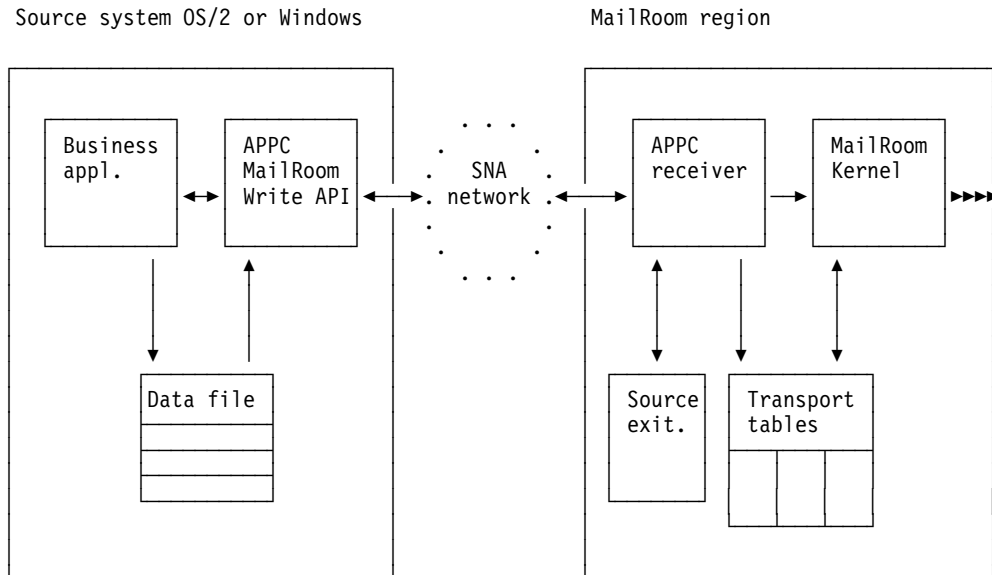 Source system OS/2 or Windows
MailRoom region
Business
appl.
APPC
MailRoom
Write API
SNA
network
APPC
receiver
MailRoom
Kernel
Data file
Source
exit.
Transport
tables